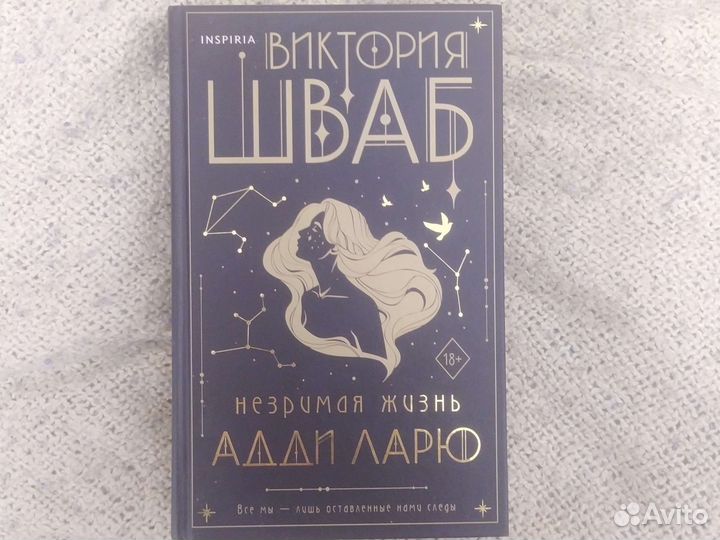 INSPIRIA
ВИКТОРИЯ
ШВАБ
18+
незримая жизнь
АДДИ ЛАРЮ
Все мы — лишь оставленные нами следы
Avito